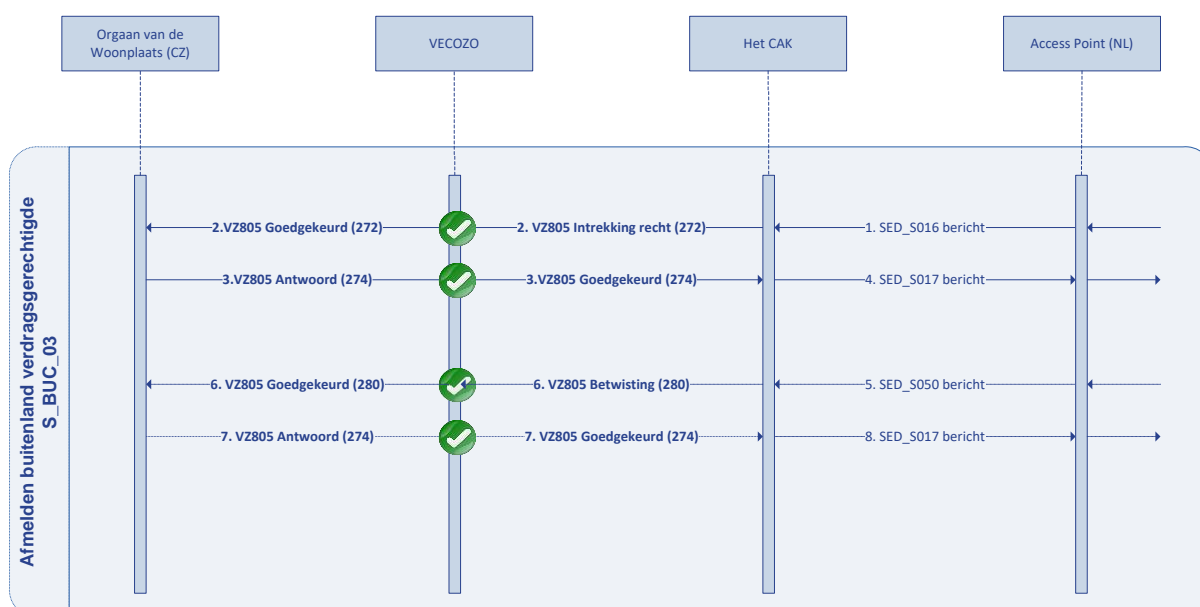 Orgaan van de
Woonplaats (CZ)
VECOZO
Het CAK
Access Point (NL)
Afmelden buitenland verdragsgerechtigde
S_BUC_03
2.VZ805 Goedgekeurd (272)
2. VZ805 Intrekking recht (272)
1. SED_S016 bericht
3.VZ805 Antwoord (274)
3.VZ805 Goedgekeurd (274)
4. SED_S017 bericht
6. VZ805 Goedgekeurd (280)
6. VZ805 Betwisting (280)
5. SED_S050 bericht
7. VZ805 Antwoord (274)
7. VZ805 Goedgekeurd (274)
8. SED_S017 bericht